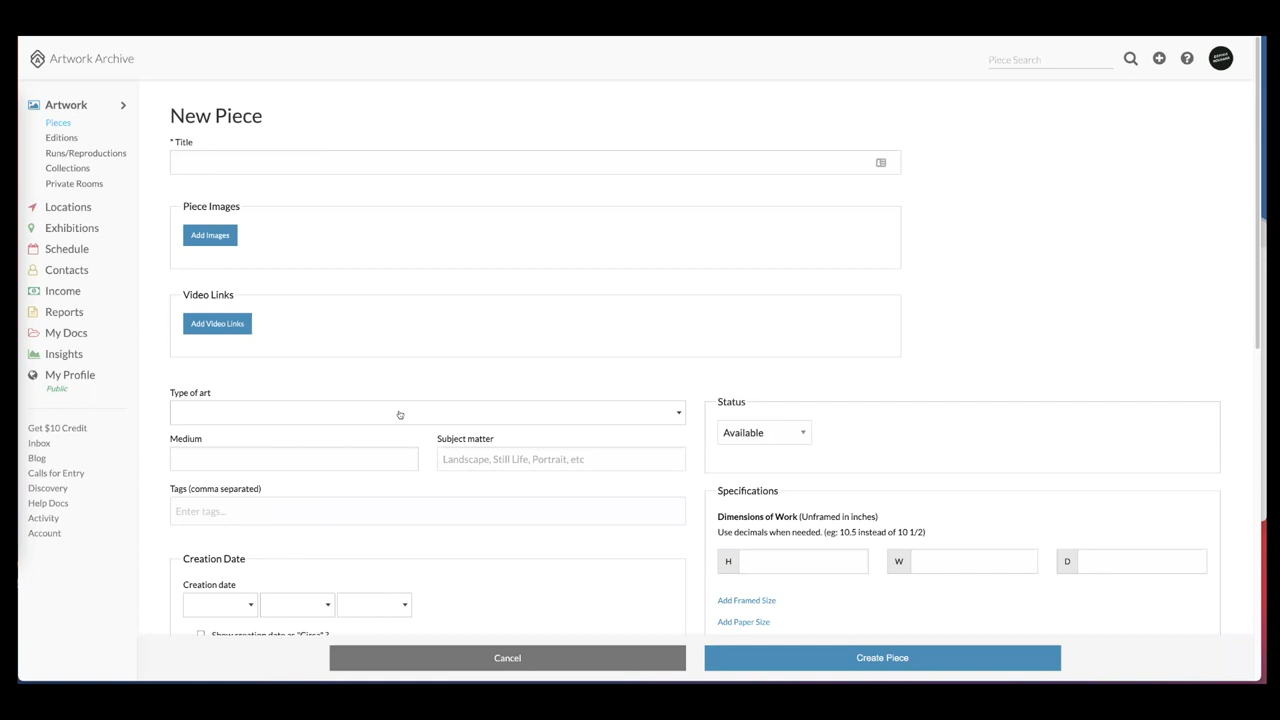 Artwork Archive
Piece Search
Artwork
Pieces
Editions
Runs/Reproductions
Collections
Private Rooms
Locations
Exhibitions
Schedule
Contacts
Income
Reports
My Docs
Insights
My Profile
Public
Get $10 Credit
Inbox
Blog
Calls for Entry
Discovery
Help Docs
Activity
Account
New Piece
* Title
Piece Images
Add Images
Video Links
Add Video Links
Type of art
Medium
Subject matter
Landscape, Still Life, Portrait, etc
Tags (comma separated)
Enter tags...
Creation Date
Creation date
Show creation date as "Circa" ?
Status
Available
Specifications
Dimensions of Work (Unframed in inches)
Use decimals when needed. (eg: 10.5 instead of 10 1/2)
H
W
D
Add Framed Size
Add Paper Size
Cancel
Create Piece